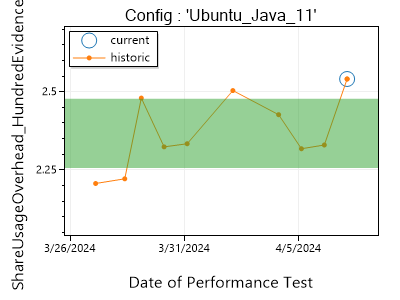 Config : 'Ubuntu_Java_11'
current
historic
ShareUsageOverhead_HundredEvidence
2.5
2.25
3/26/2024
3/31/2024
4/5/2024
Date of Performance Test